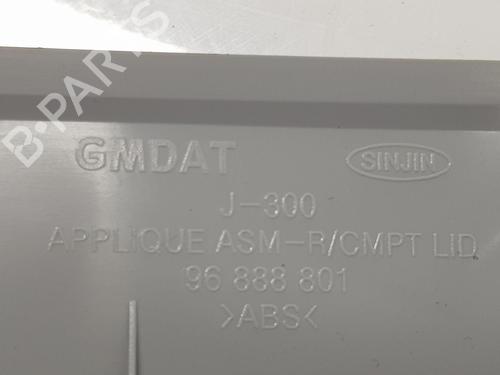 B-PARTS
GMDAT SINJIN
J-300
APPLIQUE ASM-R/CMPT LID
96 888 801
>ABS<